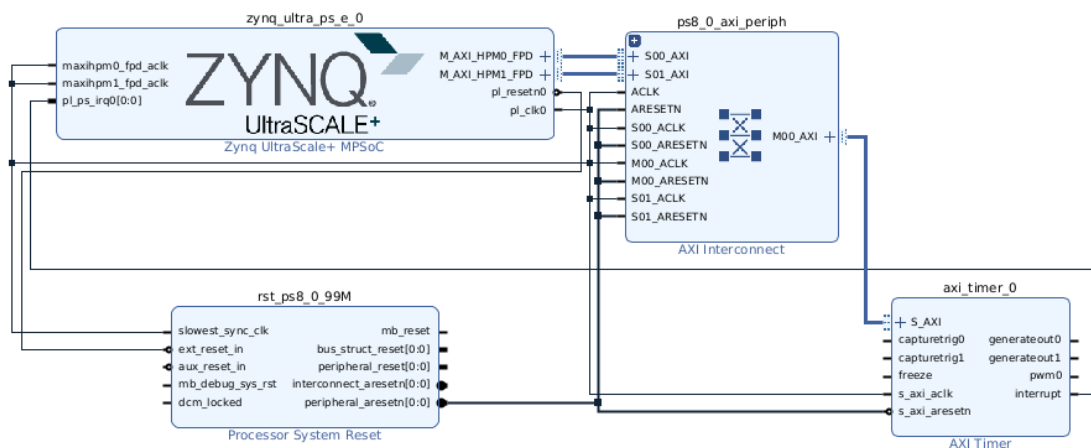 zynq_ultra_ps_e_0
maxihpm0_fpd_aclk
maxihpm1_fpd_aclk
pl_ps_irq0[0:0]
ZYNQ
UltraSCALE+
M_AXI_HPM0_FPD
M_AXI_HPM1_FPD
pl_resetn0
pl_clk0
Zynq UltraScale+ MPSoC
ps8_0_axi_periph
S00_AXI
S01_AXI
ACLK
ARESETN
S00_ACLK
S00_ARESETN
M00_ACLK
M00_ARESETN
S01_ACLK
S01_ARESETN
M00_AXI
AXI Interconnect
rst_ps8_0_99M
slowest_sync_clk
ext_reset_in
aux_reset_in
mb_debug_sys_rst
dcm_locked
mb_reset
bus_struct_reset[0:0]
peripheral_reset[0:0]
interconnect_aresetn[0:0]
peripheral_aresetn[0:0]
Processor System Reset
axi_timer_0
S_AXI
capturetrig0
capturetrig1
freeze
s_axi_aclk
s_axi_aresetn
generateout0
generateout1
pwm0
interrupt
AXI Timer